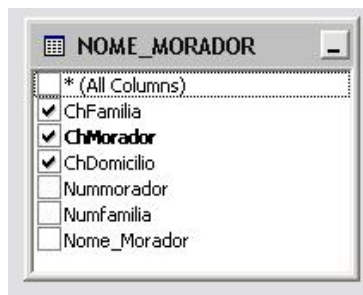 NOME_MORADOR
* (All Columns)
ChFamilia
ChMorador
ChDomicilio
Nummorador
Numfamilia
Nome_Morador